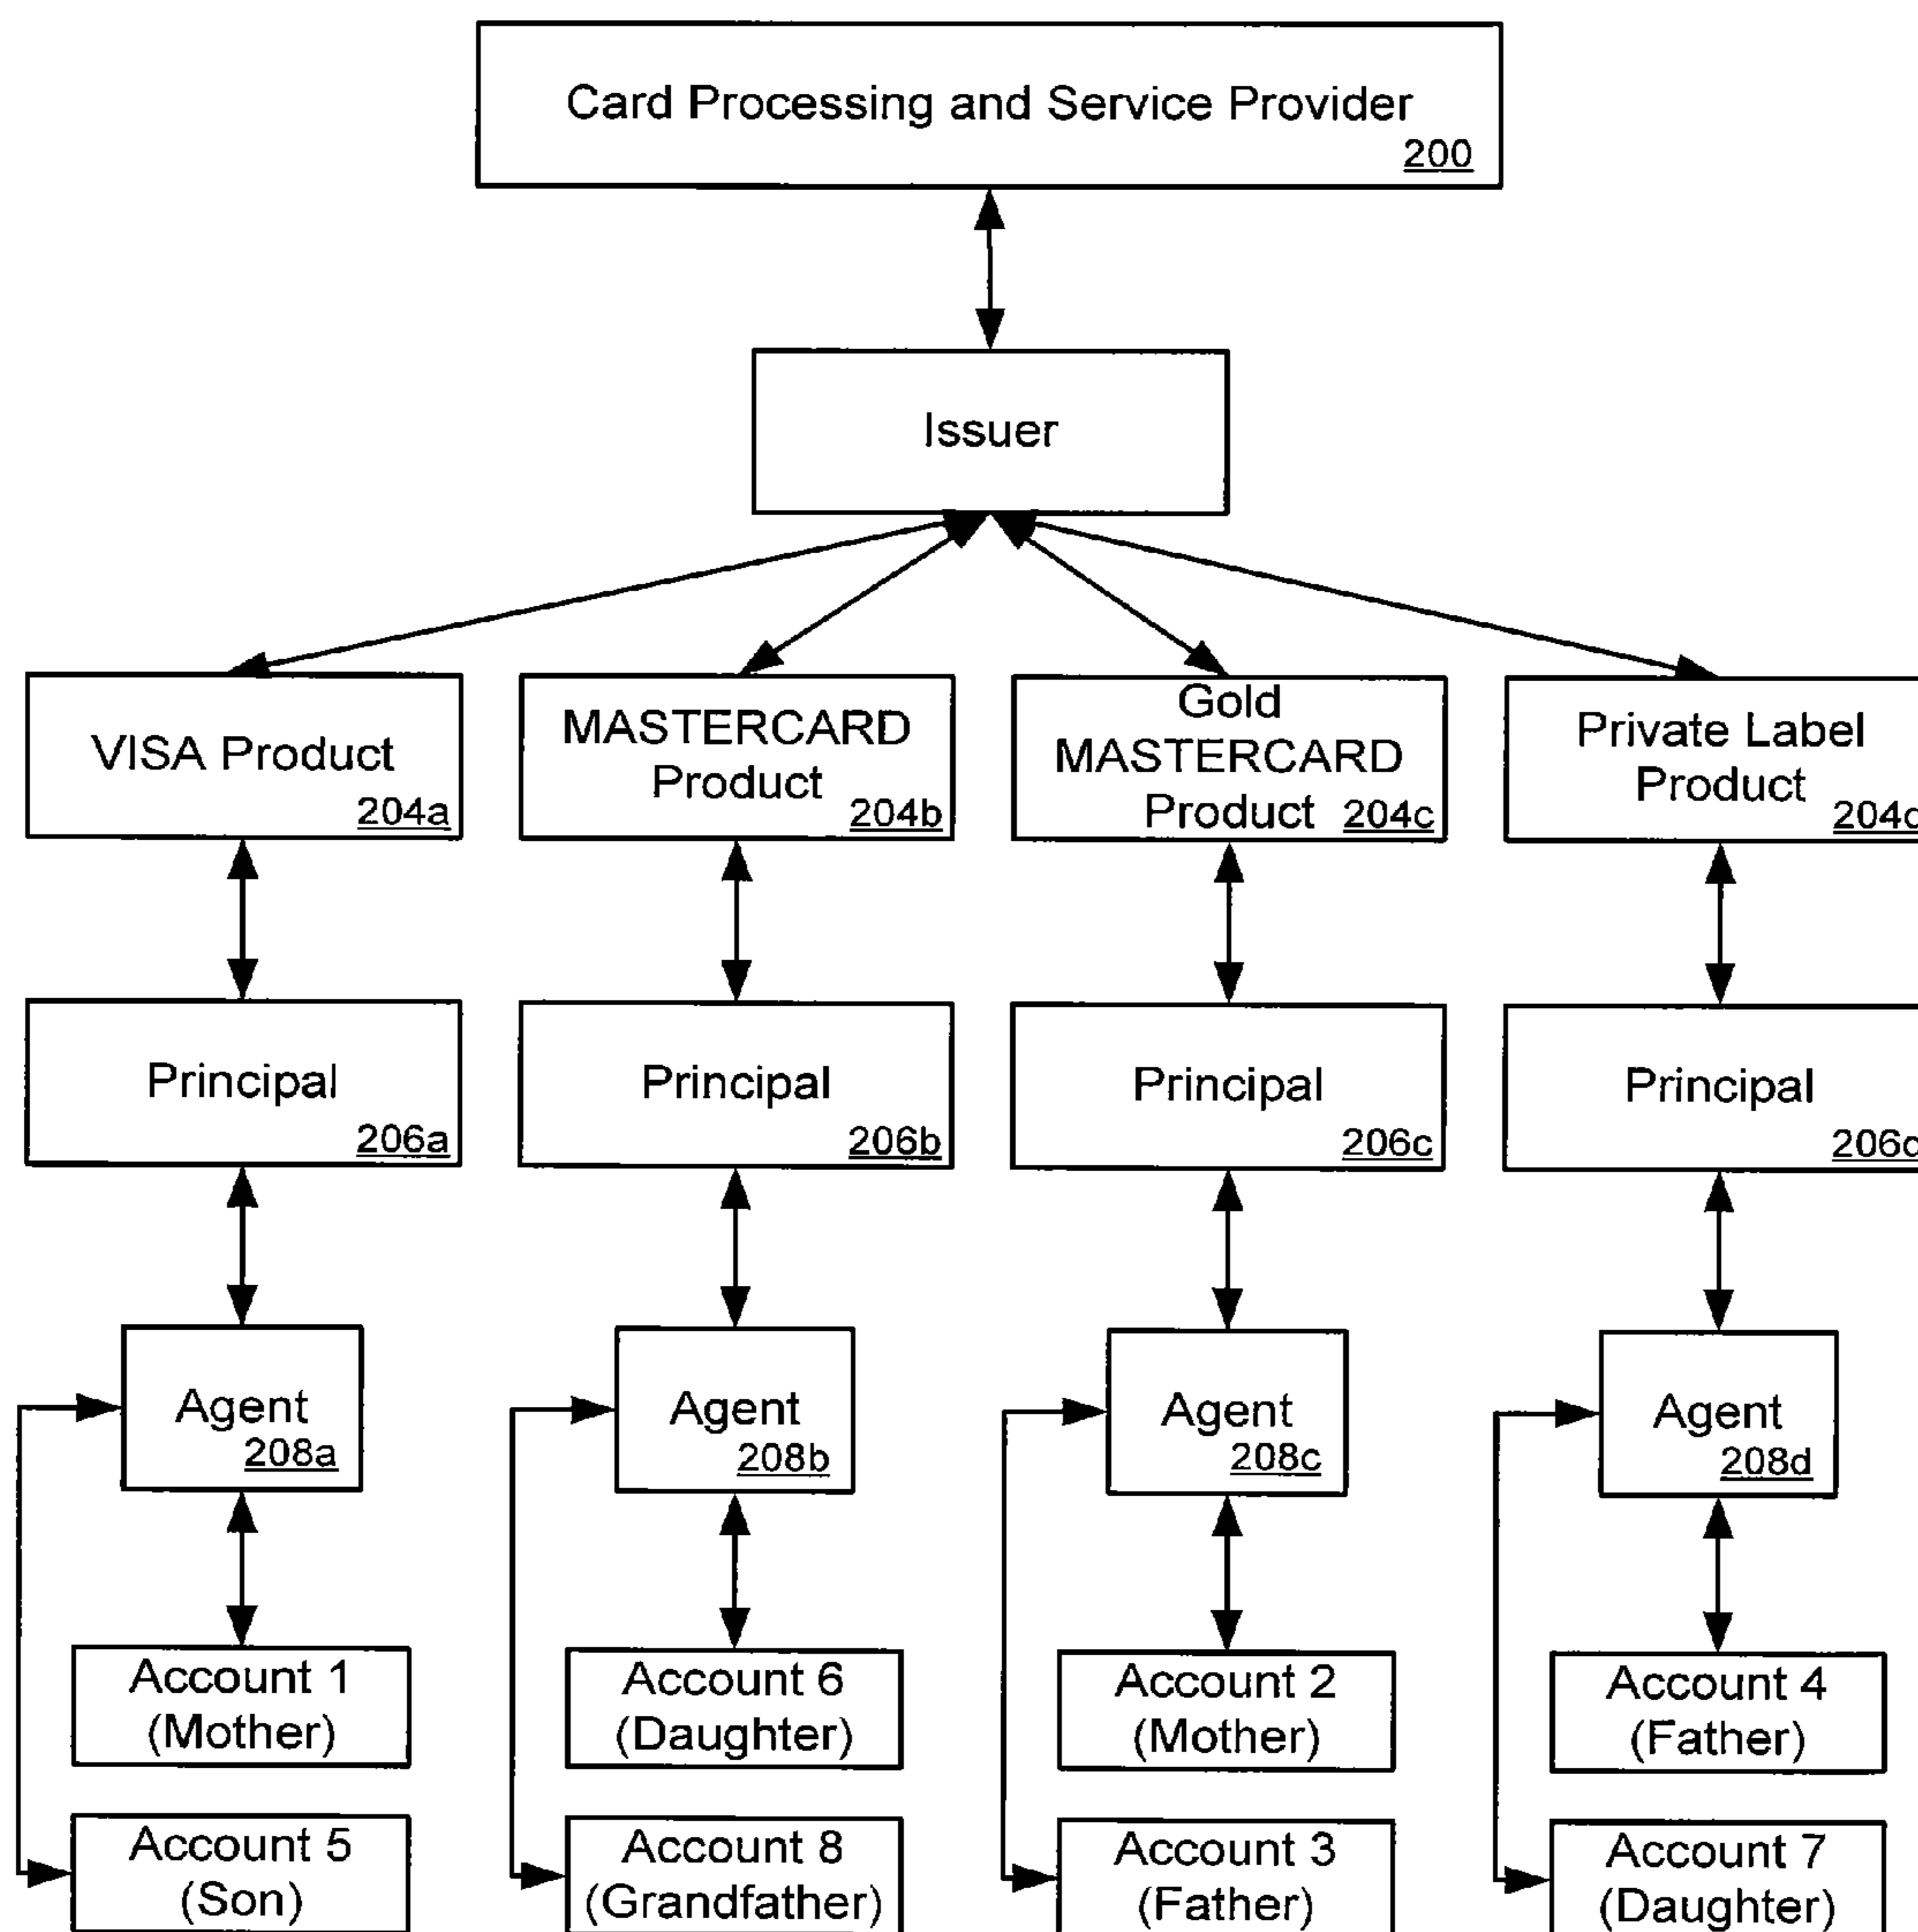 Card Processing and Service Provider
200
Issuer
VISA Product
204a
MASTERCARD
Product
204b
Gold
MASTERCARD
Product 204c
Private Label
Product
204d
Principal
206a
Principal
206b
Principal
206c
Principal
206d
Agent
208a
Agent
208b
Agent
208c
Agent
208d
Account 1
(Mother)
Account 6
(Daughter)
Account 2
(Mother)
Account 4
(Father)
Account 5
(Son)
Account 8
(Grandfather)
Account 3
(Father)
Account 7
(Daughter)